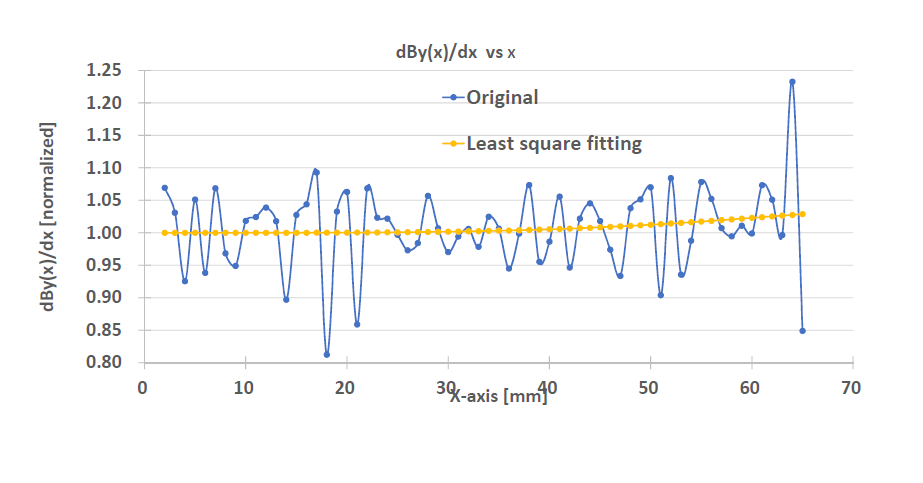 dBy(x)/dx vs x
dBy(x)/dx [normalized]
1.25
1.20
1.15
1.10
1.05
1.00
0.95
0.90
0.85
0.80
Original
Least square fitting
0 10 20 30 40 50 60 70
X-axis [mm]